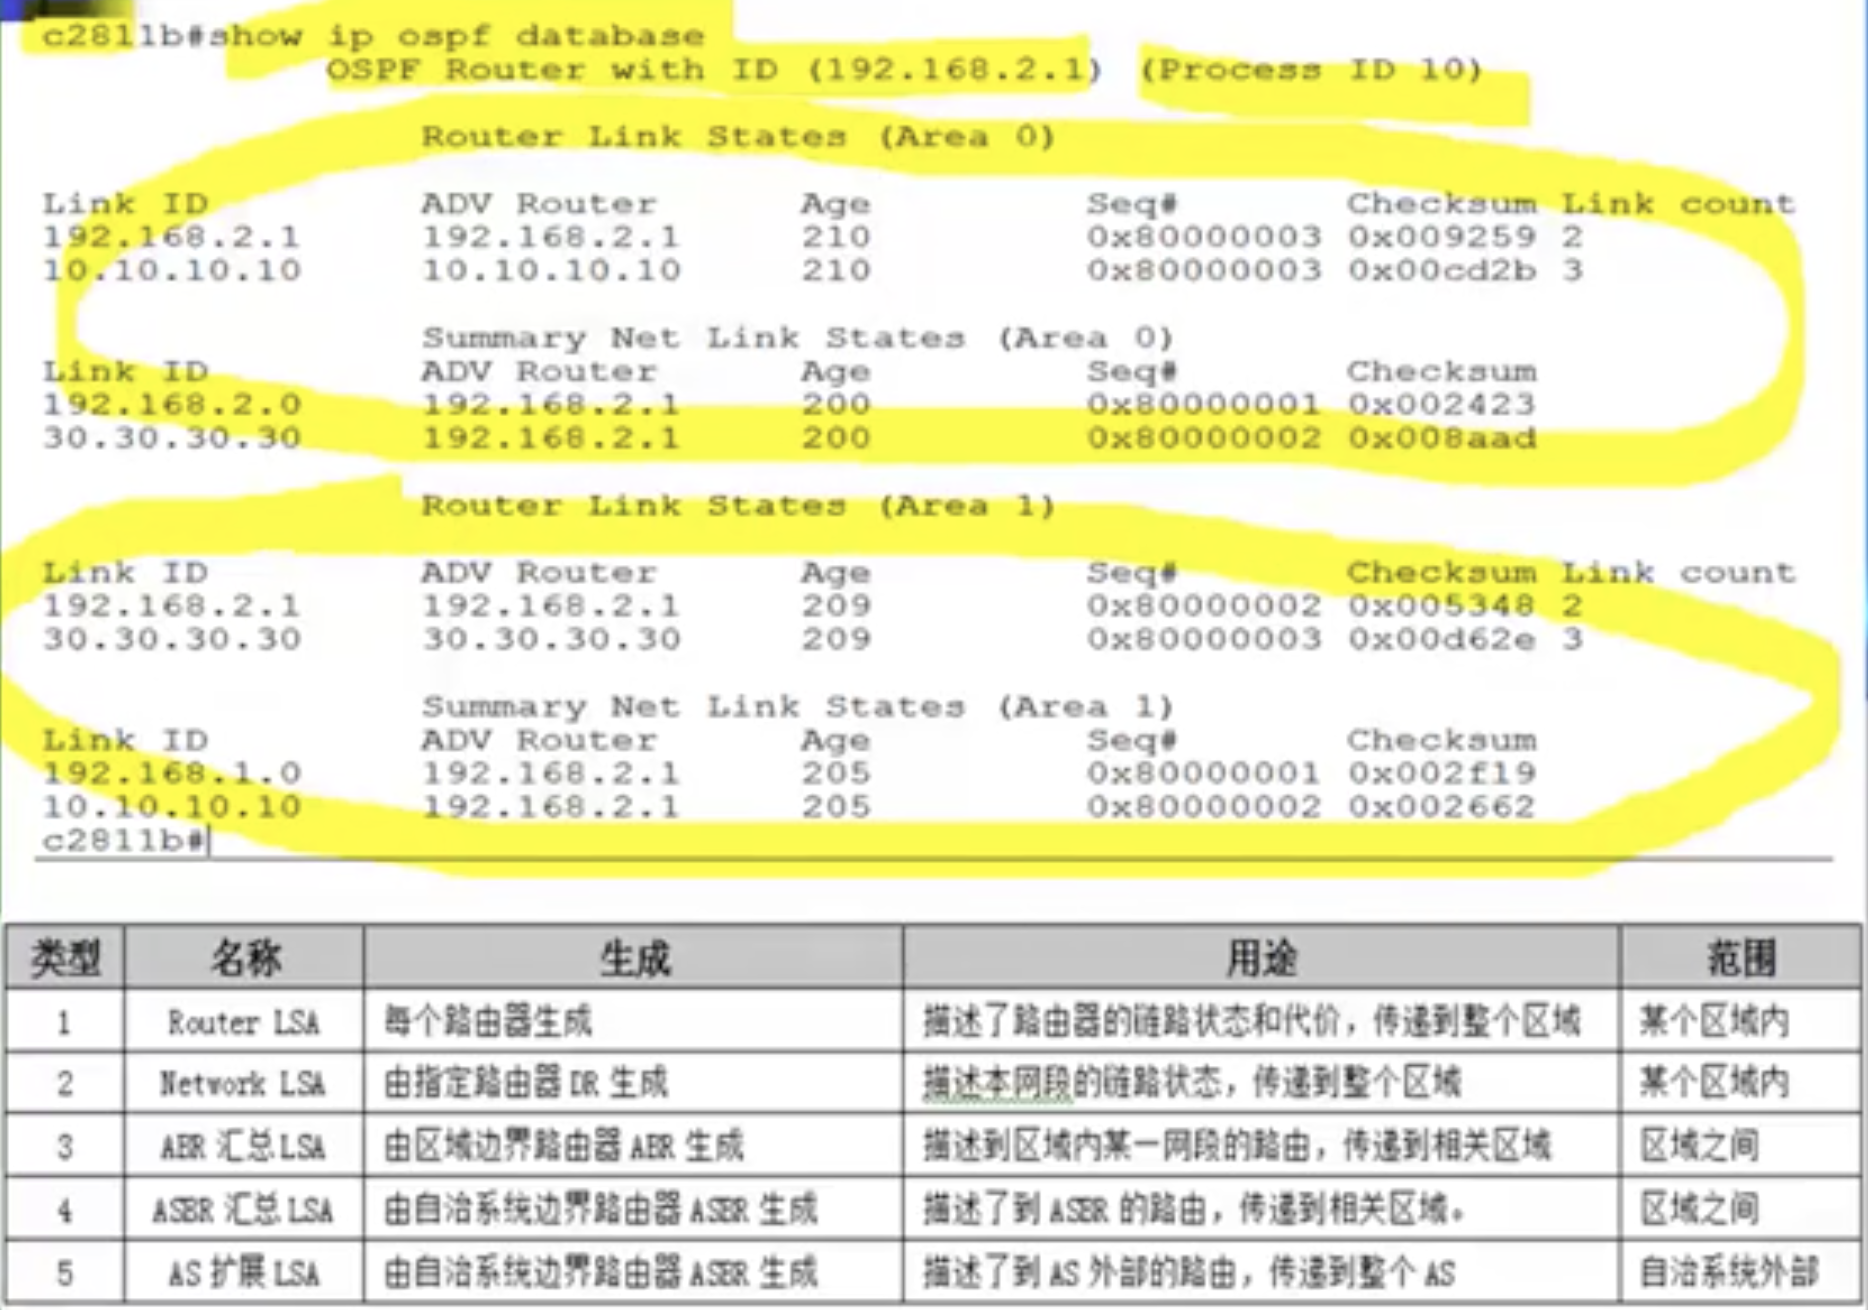 c2811b#show ip ospf database
OSPF Router with ID (192.168.2.1) (Process ID 10)
Router Link States (Area 0)
Link ID ADV Router Age Seq# Checksum Link count
192.168.2.1 192.168.2.1 210 0x80000003 0x009259 2
10.10.10.10 10.10.10.10 210 0x80000003 0x00cd2b 3
Summary Net Link States (Area 0)
Link ID ADV Router Age Seq# Checksum
192.168.2.0 192.168.2.1 200 0x80000001 0x002423
30.30.30.30 192.168.2.1 200 0x80000002 0x008aad
Router Link States (Area 1)
Link ID ADV Router Age Seq# Checksum Link count
192.168.2.1 192.168.2.1 209 0x80000002 0x005348 2
30.30.30.30 30.30.30.30 209 0x80000003 0x00d62e 3
Summary Net Link States (Area 1)
Link ID ADV Router Age Seq# Checksum
192.168.1.0 192.168.2.1 205 0x80000001 0x002f19
10.10.10.10 192.168.2.1 205 0x80000002 0x002662
c2811b#
类型 名称 生成 用途 范围
1 Router LSA 每个路由器生成 描述了路由器的链路状态和代价，传递到整个区域 某个区域内
2 Network LSA 由指定路由器 DR 生成 描述本网段的链路状态，传递到整个区域 某个区域内
3 ABR 汇总 LSA 由区域边界路由器 ABR 生成 描述到区域内某一网段的路由，传递到相关区域 区域之间
4 ASBR 汇总 LSA 由自治系统边界路由器 ASBR 生成 描述了到 ASBR 的路由，传递到相关区域。 区域之间
5 AS 扩展 LSA 由自治系统边界路由器 ASBR 生成 描述了到 AS 外部的路由，传递到整个 AS 自治系统外部